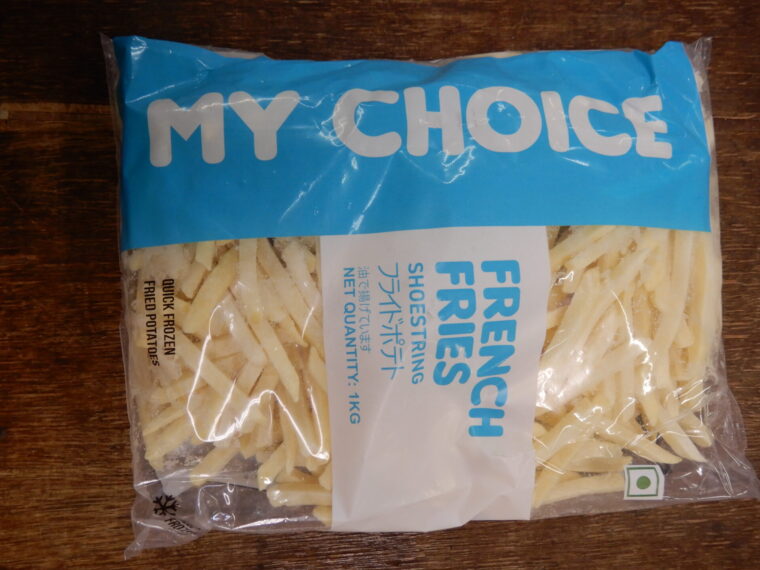 MY CHOICE
FRENCH
FRIES
SHOESTRING
フライドポテト
油で揚げています
NET QUANTITY: 1KG
QUICK FROZEN
FRIED POTATOES